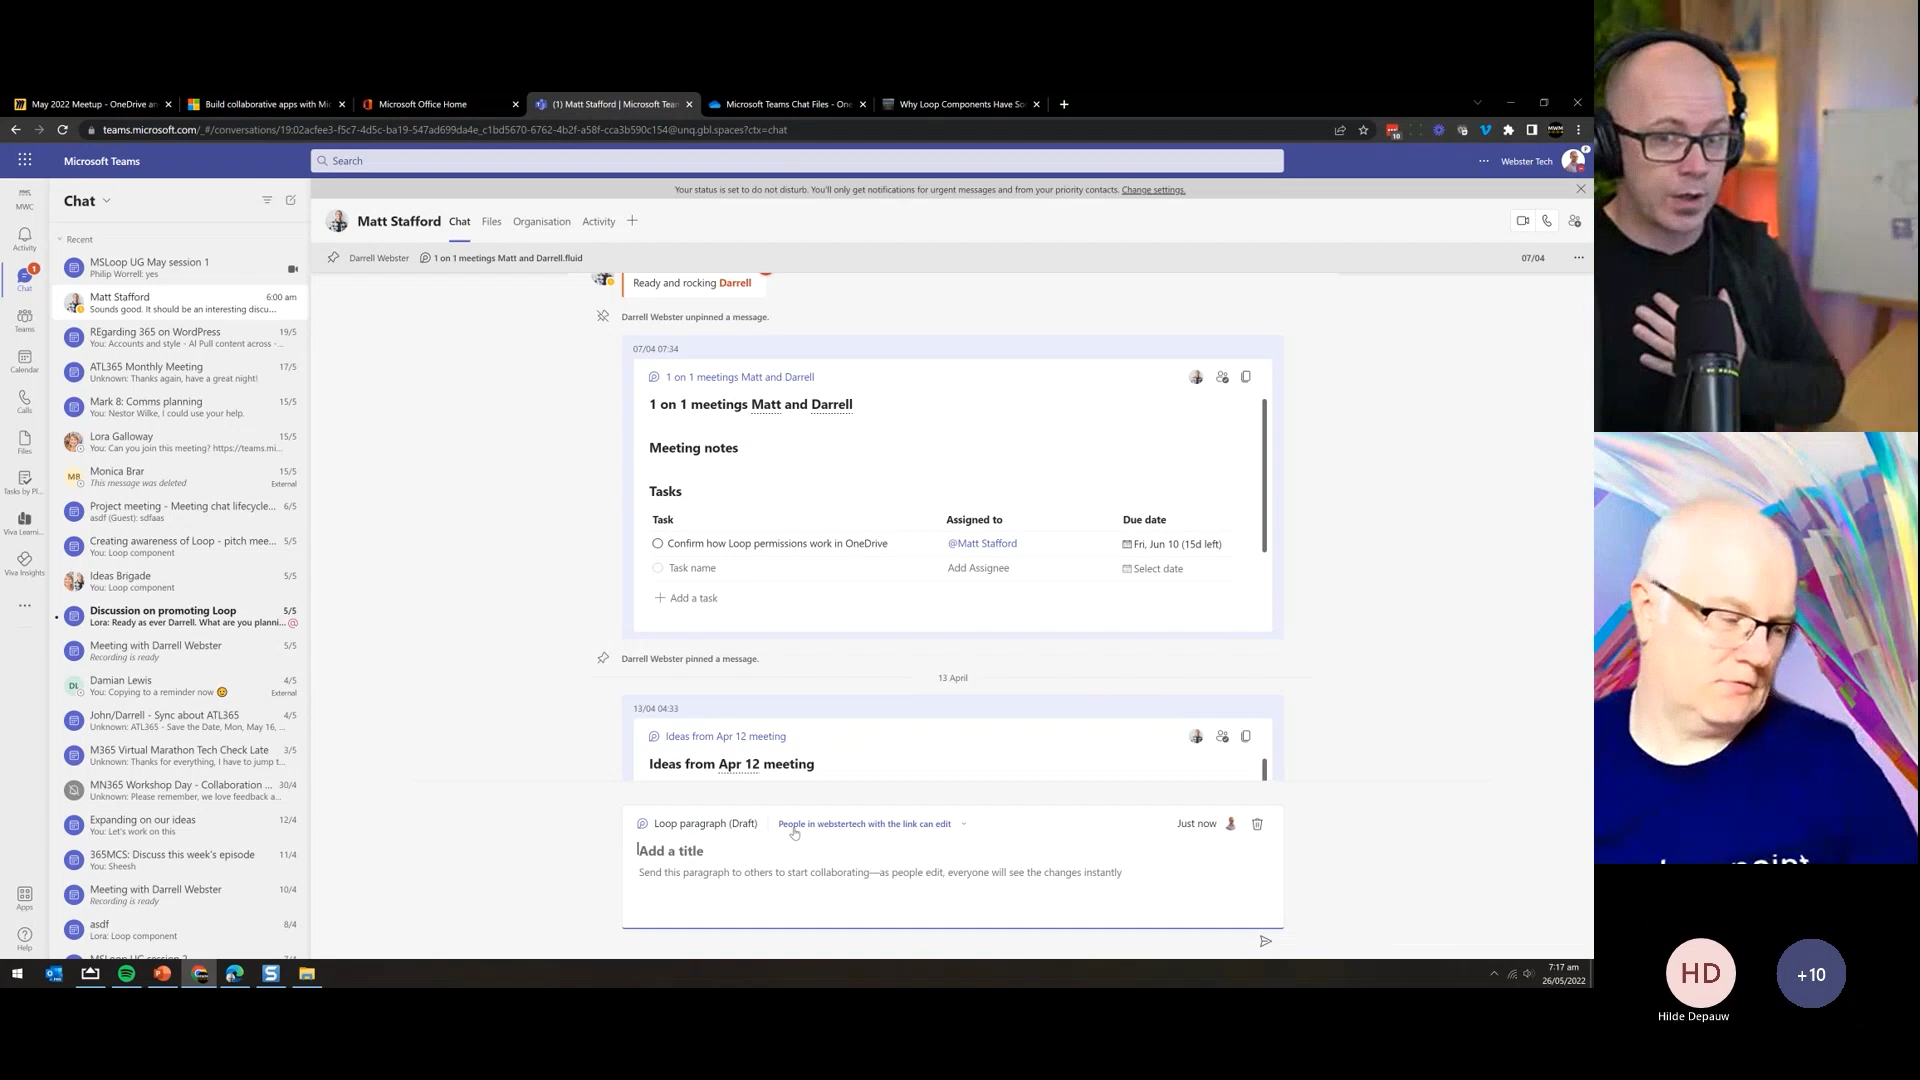 May 2022 Meetup - OneDrive an
Build collaborative apps with Mic
Microsoft Office Home
(1) Matt Stafford | Microsoft Tean
Microsoft Teams Chat Files - One
Why Loop Components Have Son
teams.microsoft.com/_#/conversations/19:02acfee3-f5c7-4d5c-ba19-547ad699da4e_c1bd5670-6762-4b2f-a58f-cca3b590c154@unq.gbl.spaces?ctx=chat
10
Microsoft Teams
Search
Webster Tech
Your status is set to do not disturb. You'll only get notifications for urgent messages and from your priority contacts. Change settings.
MWC
Activity
1
Chat
Teams
Calendar
Calls
Files
Tasks by Pl...
Viva Learni...
Viva Insights
Apps
Help
Chat
Recent
MSLoop UG May session 1
Philip Worrell: yes
Matt Stafford 6:00 am
Sounds good. It should be an interesting discu...
REgarding 365 on WordPress 19/5
You: Accounts and style - AI Pull content across -...
ATL365 Monthly Meeting 17/5
Unknown: Thanks again, have a great night!
Mark 8: Comms planning 15/5
You: Nestor Wilke, I could use your help.
Lora Galloway 15/5
You: Can you join this meeting? https://teams.mi...
MB
Monica Brar 15/5
This message was deleted External
Project meeting - Meeting chat lifecycle... 6/5
asdf (Guest): sdfaas
Creating awareness of Loop - pitch mee... 5/5
You: Loop component
Ideas Brigade 5/5
You: Loop component
Discussion on promoting Loop 5/5
Lora: Ready as ever Darrell. What are you planni... @
Meeting with Darrell Webster 5/5
Recording is ready
DL
Damian Lewis 4/5
You: Copying to a reminder now External
John/Darrell - Sync about ATL365 4/5
Unknown: ATL365 - Save the Date, Mon, May 16, ...
M365 Virtual Marathon Tech Check Late 3/5
Unknown: Thanks for everything, I have to jump t...
MN365 Workshop Day - Collaboration ... 30/4
Unknown: Please remember, we love feedback a...
Expanding on our ideas 12/4
You: Let's work on this
365MCS: Discuss this week's episode 11/4
You: Sheesh
Meeting with Darrell Webster 10/4
Recording is ready
asdf 8/4
Lora: Loop component
Matt Stafford Chat Files Organisation Activity
Darrell Webster 1 on 1 meetings Matt and Darrell.fluid 07/04
Ready and rocking Darrell
Darrell Webster unpinned a message.
07/04 07:34
1 on 1 meetings Matt and Darrell
1 on 1 meetings Matt and Darrell
Meeting notes
Tasks
Task Assigned to Due date
Confirm how Loop permissions work in OneDrive @Matt Stafford Fri, Jun 10 (15d left)
Task name Add Assignee Select date
Add a task
Darrell Webster pinned a message.
13 April
13/04 04:33
Ideas from Apr 12 meeting
Ideas from Apr 12 meeting
Loop paragraph (Draft) People in webstertech with the link can edit Just now
Add a title
Send this paragraph to others to start collaborating—as people edit, everyone will see the changes instantly
7:17 am
26/05/2022
HD
+10
Hilde Depauw